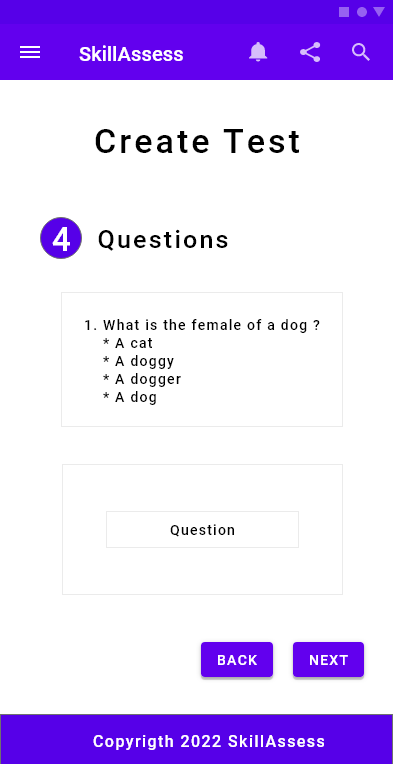 SkillAssess
Create Test
4 Questions
1. What is the female of a dog ?
* A cat
* A doggy
* A dogger
* A dog
Question
BACK NEXT
Copyrigth 2022 SkillAssess